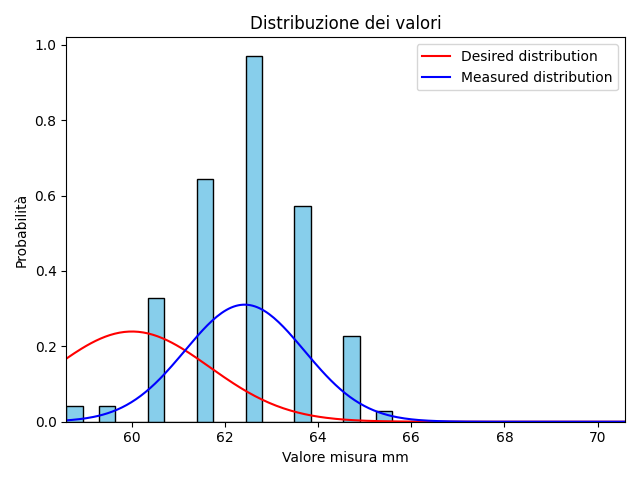 Distribuzione dei valori
Desired distribution
Measured distribution
Probabilità
1.0
0.8
0.6
0.4
0.2
0.0
60 62 64 66 68 70
Valore misura mm